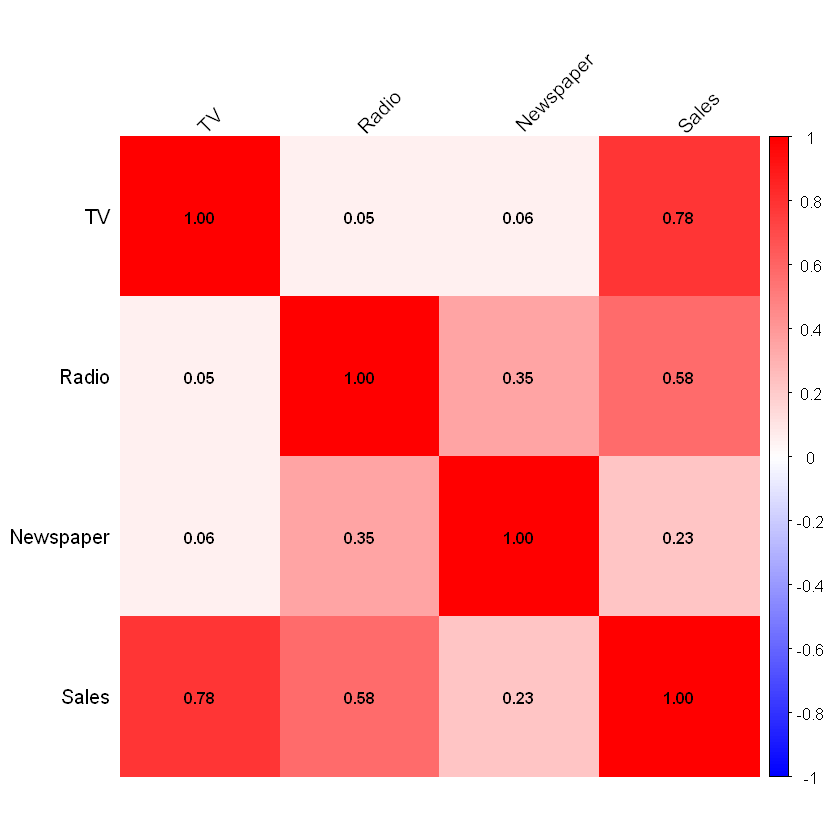 TV Radio Newspaper Sales
1
TV 1.00 0.05 0.06 0.78
0.8
0.6
0.4
Radio 0.05 1.00 0.35 0.58
0.2
0
-0.2
Newspaper 0.06 0.35 1.00 0.23
-0.4
-0.6
Sales 0.78 0.58 0.23 1.00
-0.8
-1